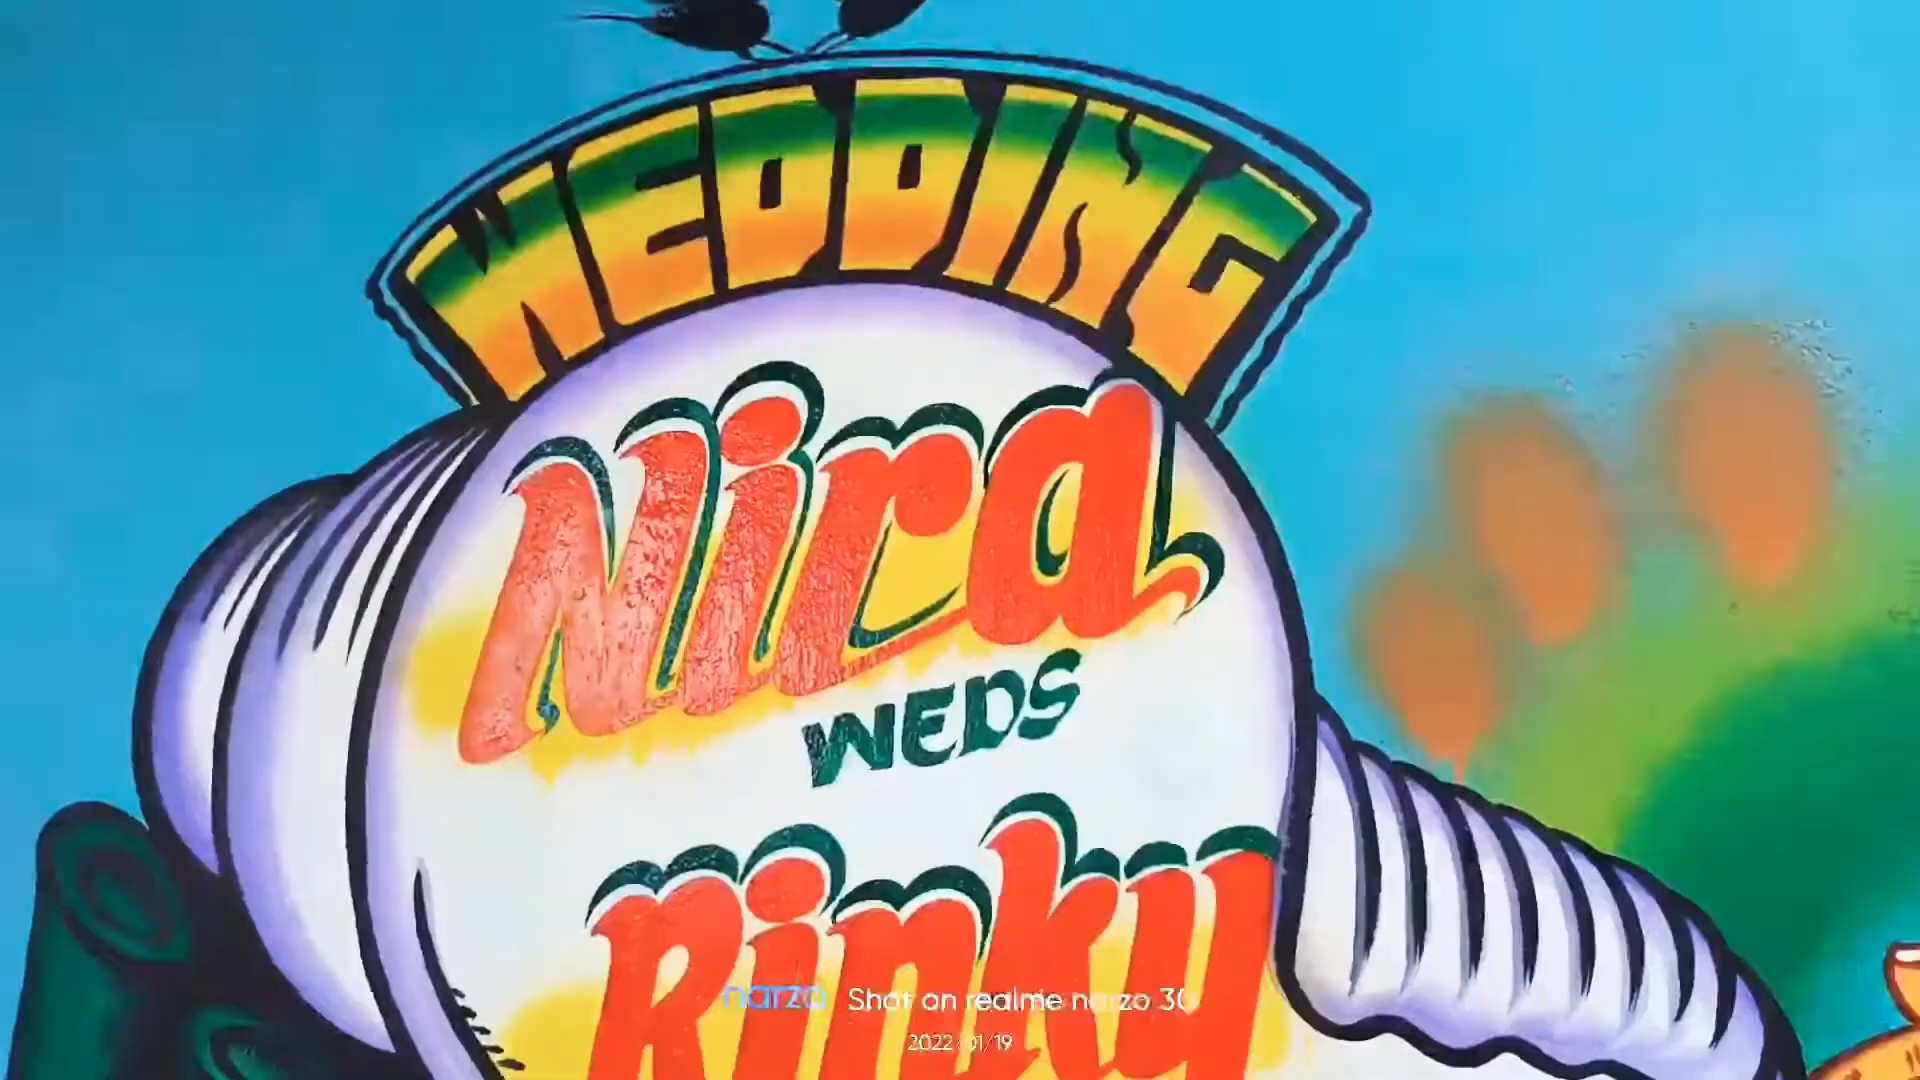 WEDDING
Nira
WEDS
Rinky
narzo Shot on realme narzo 30
2022/01/19